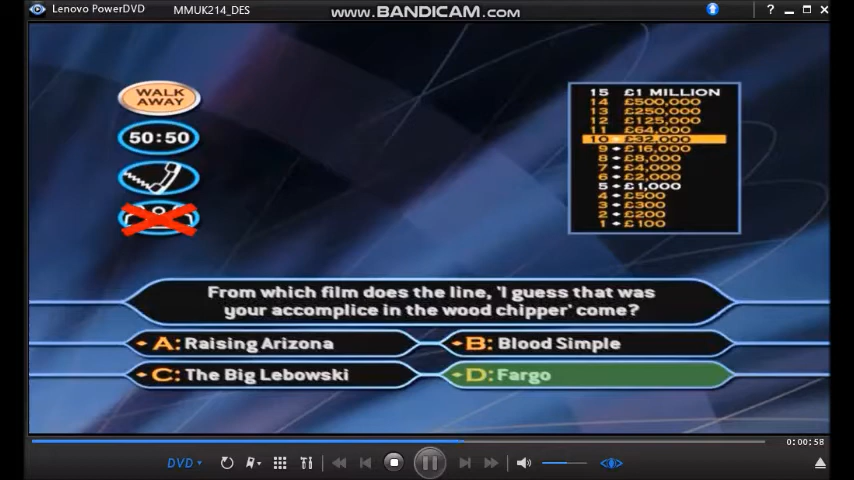 Lenovo PowerDVD
MMUK214_DES
www.BANDICAM.com
?
WALK
AWAY
50:50
15 £1 MILLION
14 £500,000
13 £250,000
12 £125,000
11 £64,000
10 £32,000
9 £16,000
8 £8,000
7 £4,000
6 £2,000
5 £1,000
4 £500
3 £300
2 £200
1 £100
From which film does the line, 'I guess that was
your accomplice in the wood chipper' come?
A: Raising Arizona
B: Blood Simple
C: The Big Lebowski
D: Fargo
0:00:58
DVD